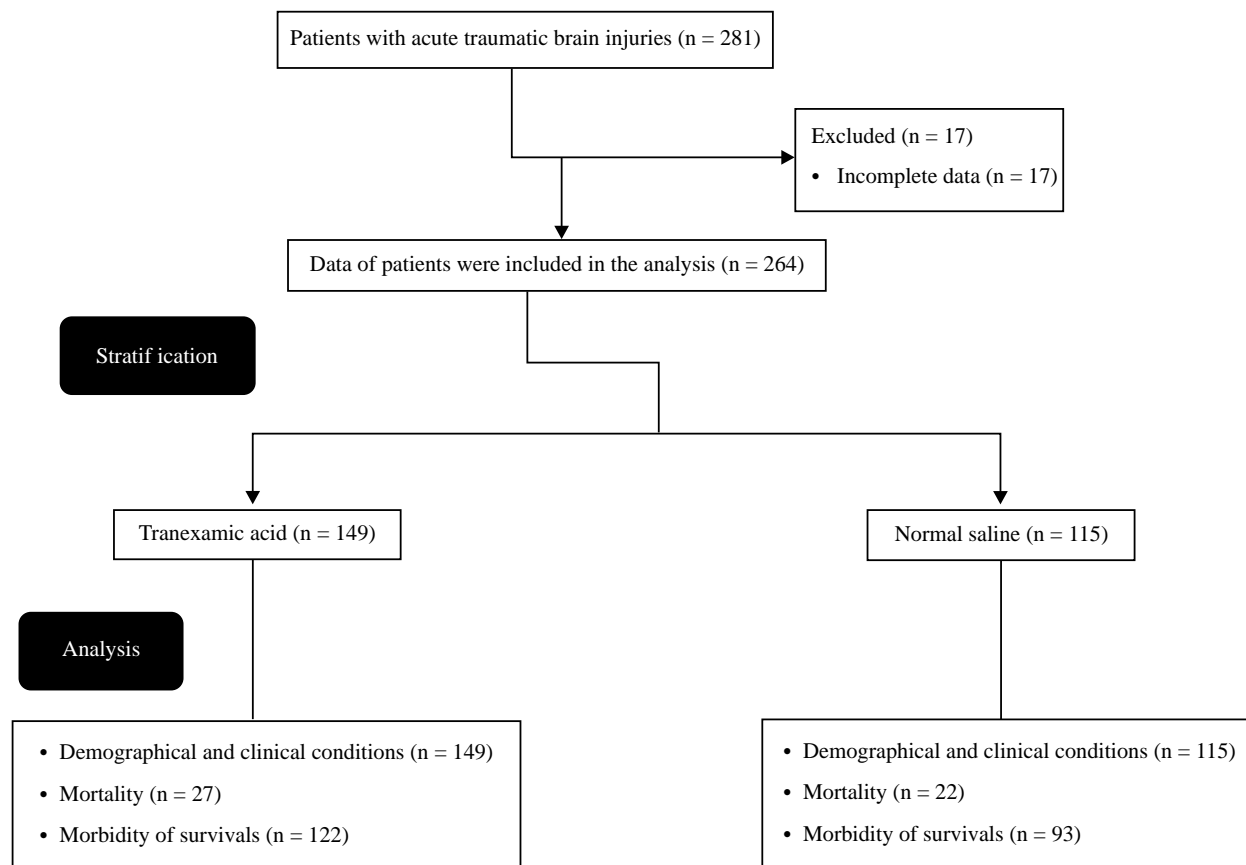 Patients with acute traumatic brain injuries (n = 281)
Excluded (n = 17)
• Incomplete data (n = 17)
Data of patients were included in the analysis (n = 264)
Stratif ication
Tranexamic acid (n = 149)
Normal saline (n = 115)
Analysis
• Demographical and clinical conditions (n = 149)
• Mortality (n = 27)
• Morbidity of survivals (n = 122)
• Demographical and clinical conditions (n = 115)
• Mortality (n = 22)
• Morbidity of survivals (n = 93)